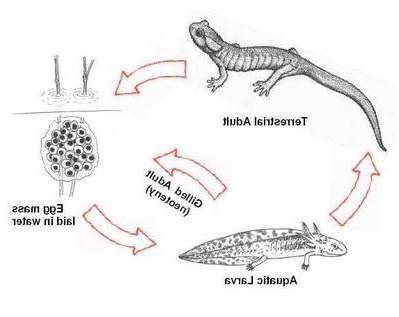 Terrestrial Adult
Gilled Adult
(neoteny)
Egg mass
laid in water
Aquatic Larva